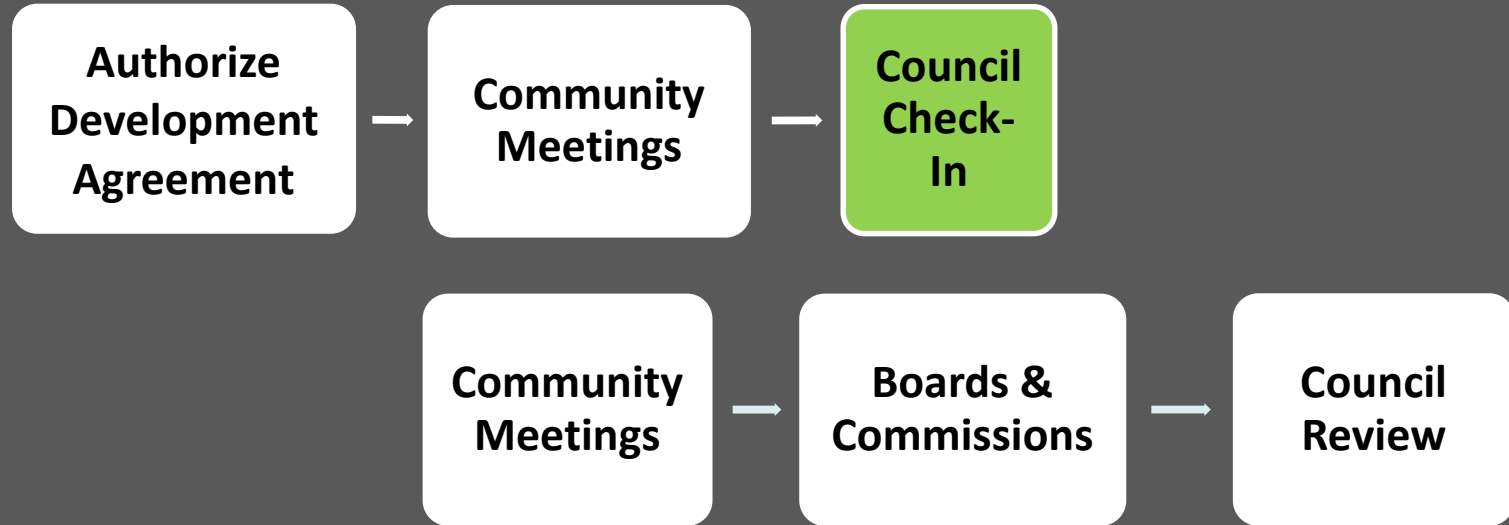 Authorize
Development
Agreement
Community
Meetings
Council
Check-
In
Community
Meetings
Boards &
Commissions
Council
Review